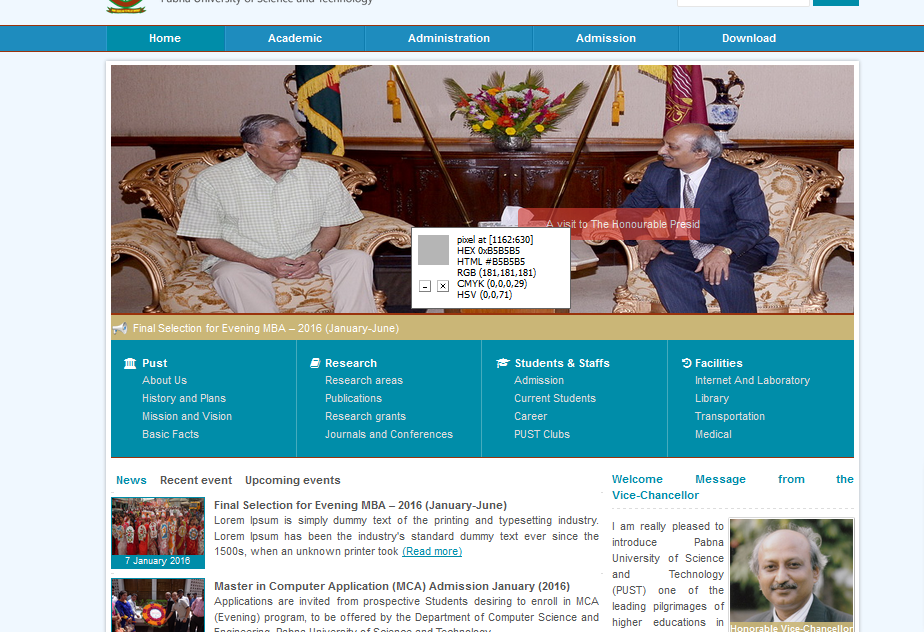 Pabna University of Science and Technology
Home Academic Administration Admission Download
A visit to The Honourable Presid
pixel at [1162:630]
HEX 0xB5B5B5
HTML #B5B5B5
RGB (181,181,181)
CMYK (0,0,0,29)
HSV (0,0,71)
Final Selection for Evening MBA – 2016 (January-June)
Pust
About Us
History and Plans
Mission and Vision
Basic Facts
Research
Research areas
Publications
Research grants
Journals and Conferences
Students & Staffs
Admission
Current Students
Career
PUST Clubs
Facilities
Internet And Laboratory
Library
Transportation
Medical
News Recent event Upcoming events
7 January 2016
Final Selection for Evening MBA – 2016 (January-June)
Lorem Ipsum is simply dummy text of the printing and typesetting industry.
Lorem Ipsum has been the industry's standard dummy text ever since the
1500s, when an unknown printer took (Read more)
Master in Computer Application (MCA) Admission January (2016)
Applications are invited from prospective Students desiring to enroll in MCA
(Evening) program, to be offered by the Department of Computer Science and
Engineering, Pabna University of Science and Technology
Welcome Message from the
Vice-Chancellor
I am really pleased to
introduce Pabna
University of Science
and Technology
(PUST) one of the
leading pilgrimages of
higher educations in
Honorable Vice-Chancellor